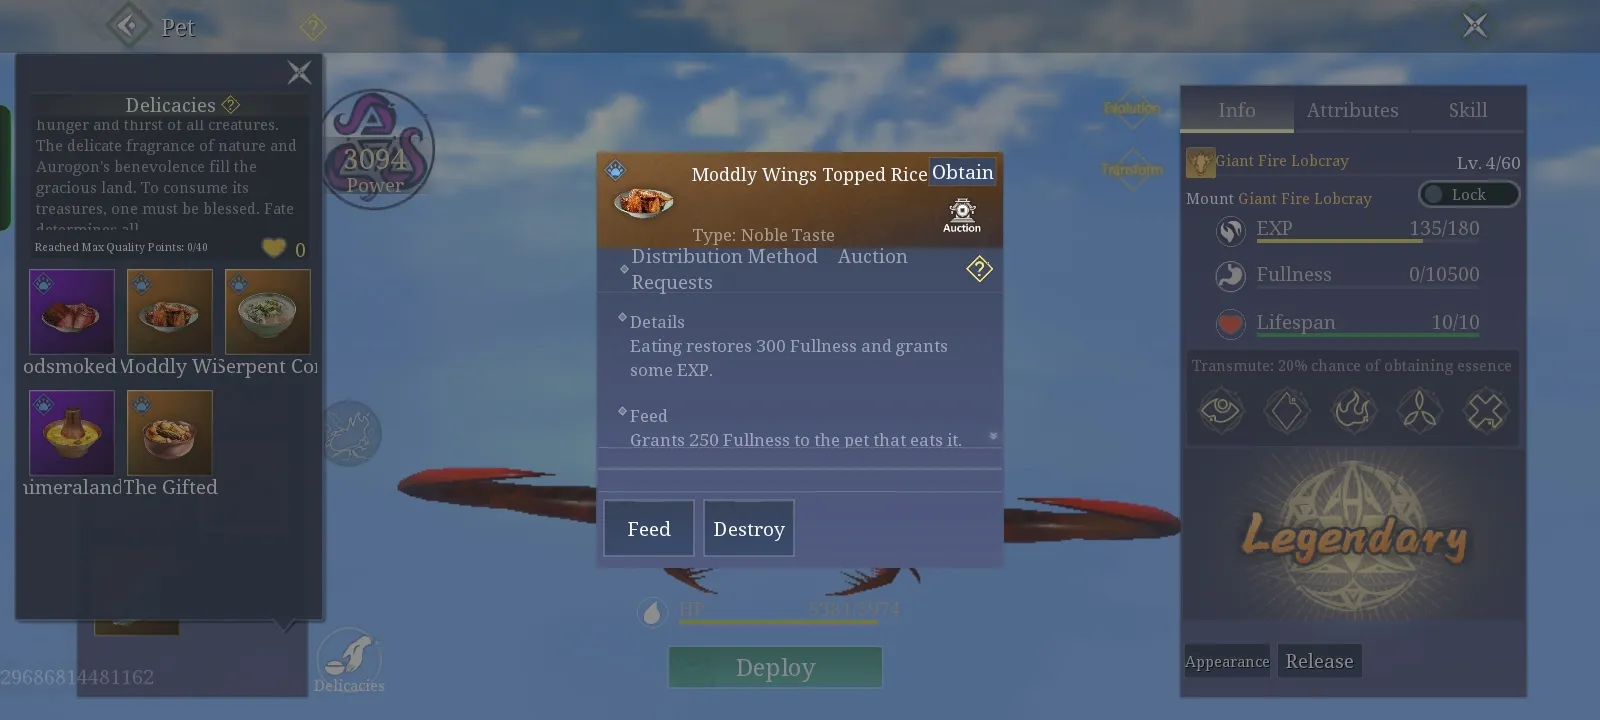 Pet
Delicacies
hunger and thirst of all creatures.
The delicate fragrance of nature and
Aurogon's benevolence fill the
gracious land. To consume its
treasures, one must be blessed. Fate
determines all
Reached Max Quality Points: 0/40
0
odsmoked
Moddly Wi
Serpent Co
imeraland
The Gifted
29686814481162
3094
Power
Delicacies
Moddly Wings Topped Rice
Obtain
Auction
Type: Noble Taste
Distribution Method Auction
Requests
Details
Eating restores 300 Fullness and grants
some EXP.
Feed
Grants 250 Fullness to the pet that eats it.
Feed
Destroy
HP
Deploy
Evolution
Transform
Info
Attributes
Skill
Giant Fire Lobcray
Lv. 4/60
Mount Giant Fire Lobcray
Lock
EXP 135/180
Fullness 0/10500
Lifespan 10/10
Transmute: 20% chance of obtaining essence
Legendary
Appearance
Release